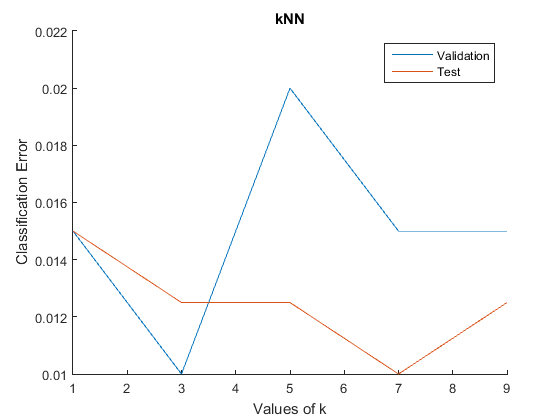 kNN
Validation
Test
Classification Error
0.022
0.02
0.018
0.016
0.014
0.012
0.01
1 2 3 4 5 6 7 8 9
Values of k